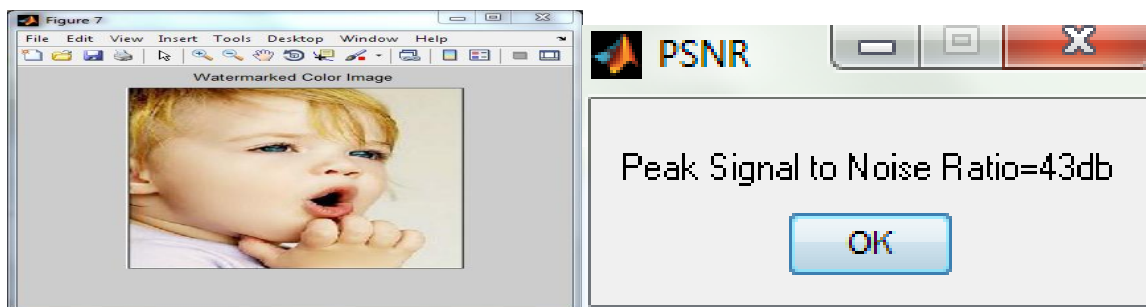 Figure 7
File Edit View Insert Tools Desktop Window Help
Watermarked Color Image
PSNR
Peak Signal to Noise Ratio=43db
OK